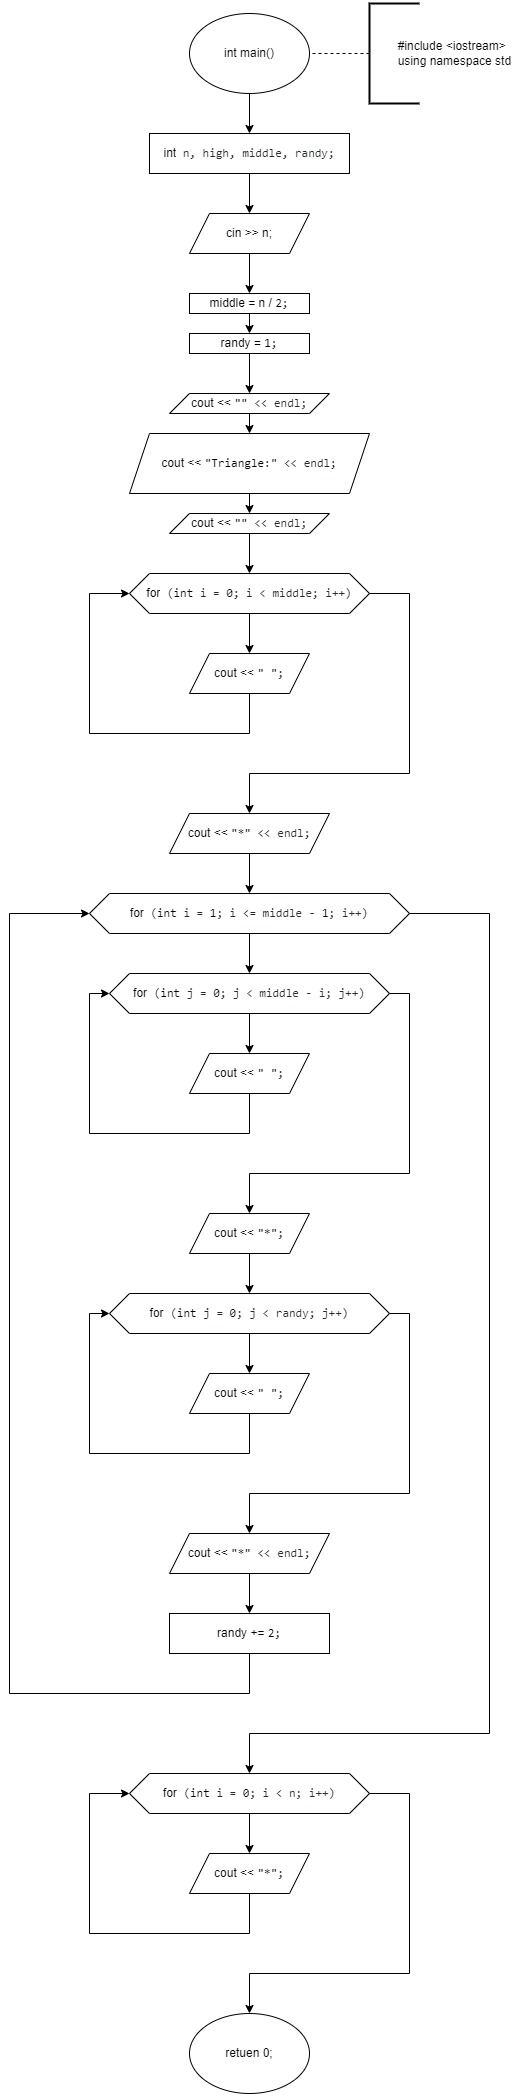 int main()
#include <iostream>
using namespace std
int n, high, middle, randy;
cin >> n;
middle = n / 2;
randy = 1;
cout << "" << endl;
cout << "Triangle:" << endl;
cout << "" << endl;
for (int i = 0; i < middle; i++)
cout << " ";
cout << "*" << endl;
for (int i = 1; i <= middle - 1; i++)
for (int j = 0; j < middle - i; j++)
cout << " ";
cout << "*";
for (int j = 0; j < randy; j++)
cout << " ";
cout << "*" << endl;
randy += 2;
for (int i = 0; i < n; i++)
cout << "*";
retuen 0;